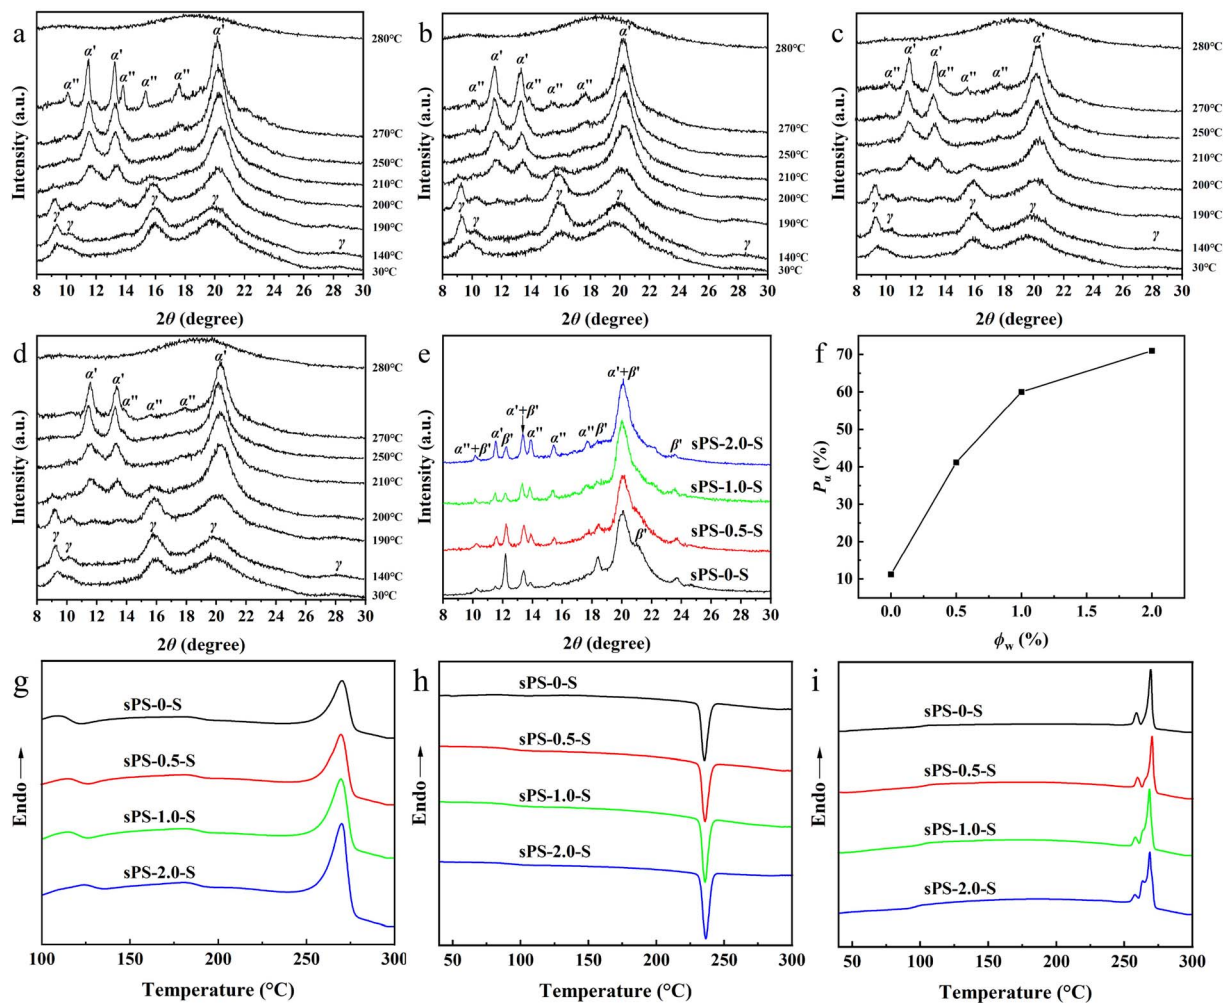 a
α'
280°C
α''
α'
α'
α''
α''
α''
270°C
250°C
210°C
200°C
190°C
γ
γ
γ
γ
γ
140°C
30°C
Intensity (a.u.)
8 10 12 14 16 18 20 22 24 26 28 30
2θ (degree)
b
α'
280°C
α''
α'
α'
α''
α''
α''
270°C
250°C
210°C
200°C
190°C
γ
γ
γ
γ
γ
140°C
30°C
Intensity (a.u.)
8 10 12 14 16 18 20 22 24 26 28 30
2θ (degree)
c
α'
280°C
α''
α'
α'
α''
α''
α''
270°C
250°C
210°C
200°C
190°C
γ
γ
γ
γ
γ
140°C
30°C
Intensity (a.u.)
8 10 12 14 16 18 20 22 24 26 28 30
2θ (degree)
d
α'
280°C
α'
α'
α''
α''
α''
270°C
250°C
210°C
200°C
190°C
γ
γ
γ
γ
γ
140°C
30°C
Intensity (a.u.)
8 10 12 14 16 18 20 22 24 26 28 30
2θ (degree)
e
α'+β'
α'+β'
α''+β'
α'
β'
α''
α''
α''
β'
β'
sPS-2.0-S
sPS-1.0-S
sPS-0.5-S
β'
sPS-0-S
Intensity (a.u.)
8 10 12 14 16 18 20 22 24 26 28 30
2θ (degree)
f
70
60
50
40
30
20
10
Pα (%)
0.0 0.5 1.0 2.0
ϕw (%)
g
sPS-0-S
sPS-0.5-S
sPS-1.0-S
sPS-2.0-S
Endo
100 150 200 250 300
Temperature (°C)
h
sPS-0-S
sPS-0.5-S
sPS-1.0-S
sPS-2.0-S
Endo
50 100 150 200 250 300
Temperature (°C)
i
sPS-0-S
sPS-0.5-S
sPS-1.0-S
sPS-2.0-S
Endo
50 100 150 200 250 300
Temperature (°C)